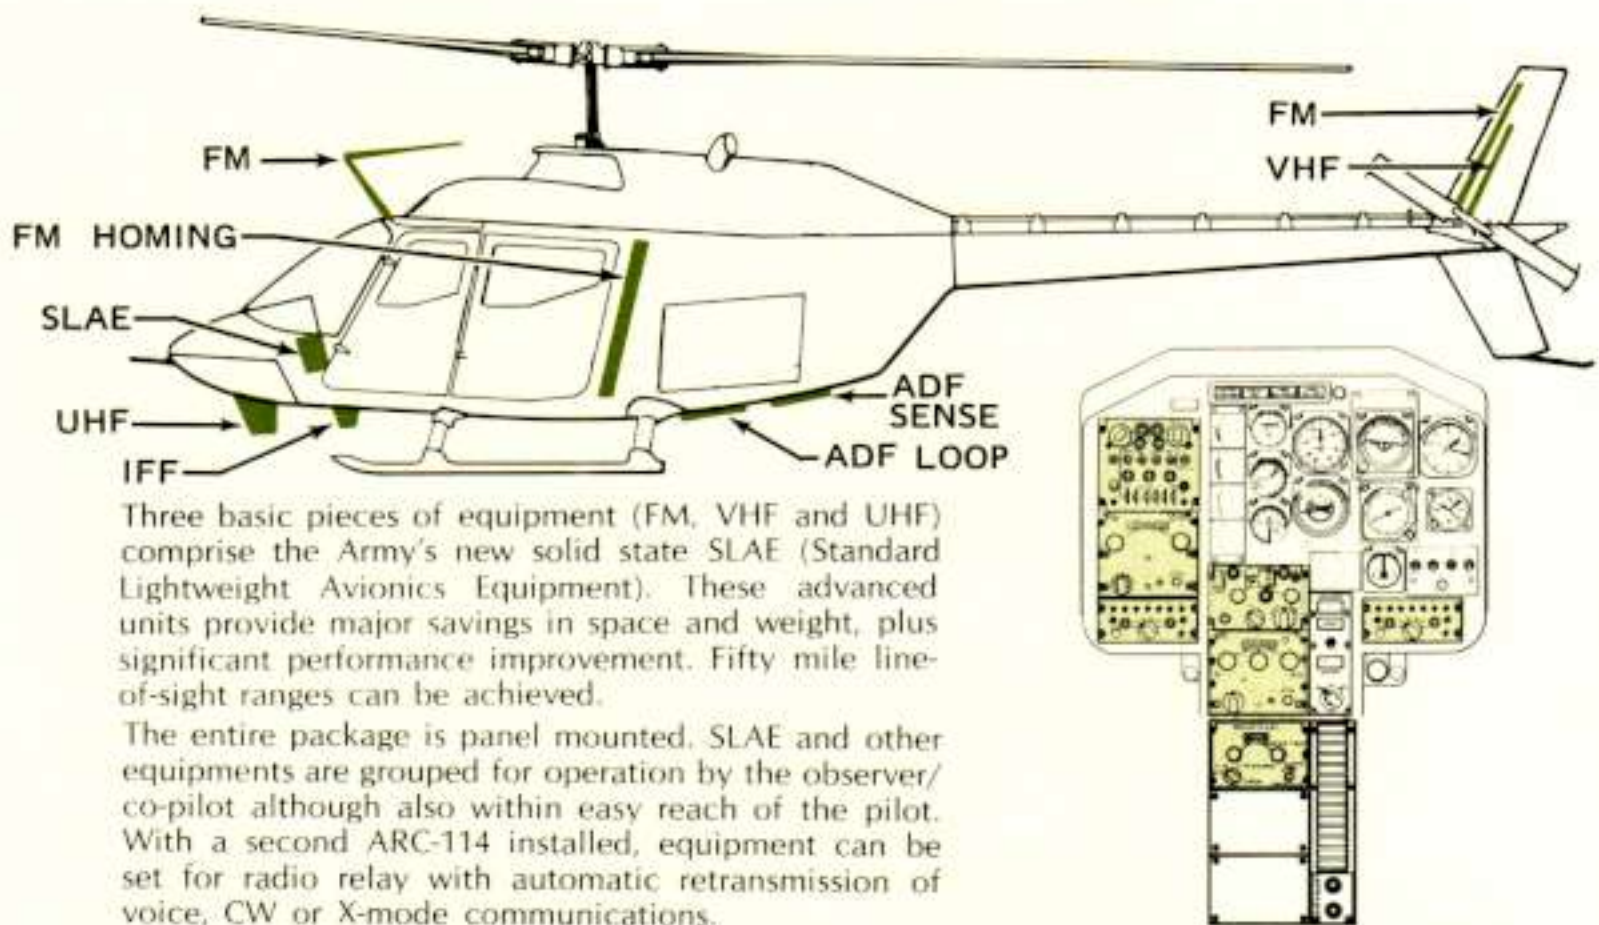 FM
FM
VHF
FM HOMING
SLAE
UHF
IFF
ADF
SENSE
ADF LOOP
Three basic pieces of equipment (FM, VHF and UHF)
comprise the Army's new solid state SLAE (Standard
Lightweight Avionics Equipment). These advanced
units provide major savings in space and weight, plus
significant performance improvement. Fifty mile line-
of-sight ranges can be achieved.
The entire package is panel mounted. SLAE and other
equipments are grouped for operation by the observer/
co-pilot although also within easy reach of the pilot.
With a second ARC-114 installed, equipment can be
set for radio relay with automatic retransmission of
voice, CW or X-mode communications.